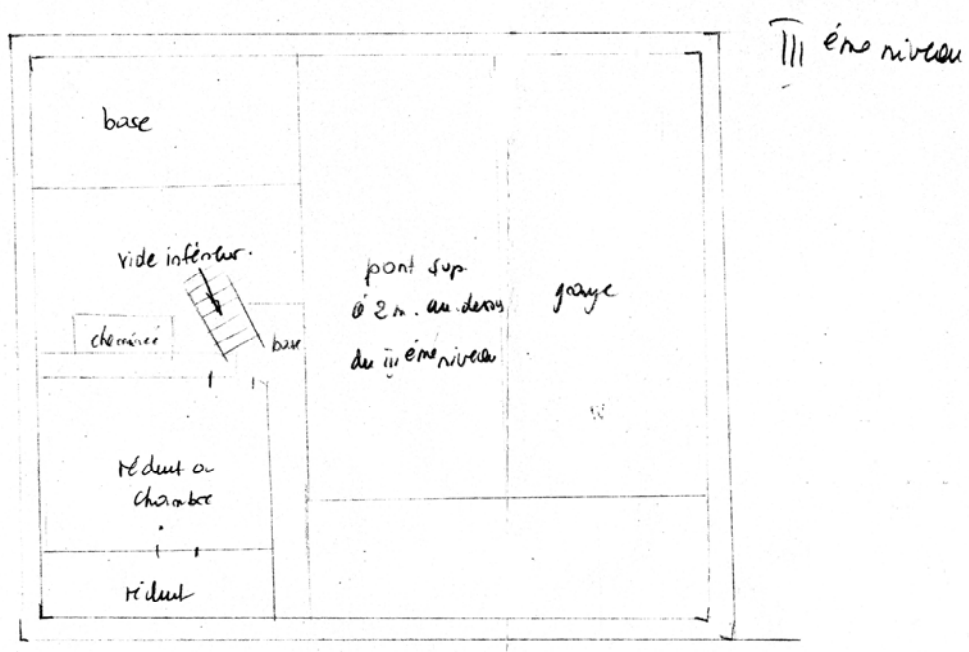 III ème niveau
base
vide inférieur.
pont sup.
à 2 m. au dessus
du III ème niveau
garge
cheminée
base
réduit ou
chambre
réduit